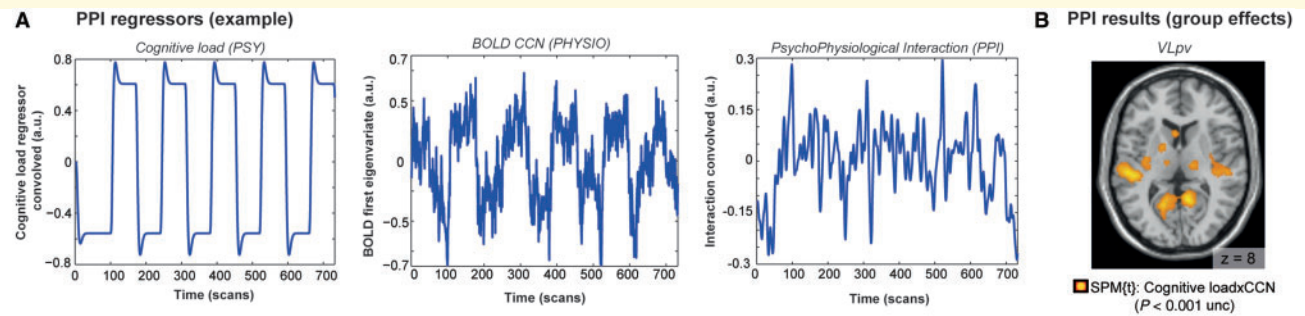 A PPI regressors (example)
Cognitive load (PSY)
Cognitive load regressor
convolved (a.u.)
0.8
0.4
0
-0.4
-0.8
0 100 200 300 400 500 600 700
Time (scans)
BOLD CCN (PHYSIO)
BOLD first eigenvariate (a.u.)
0.7
0.5
0
-0.5
-0.7
0 100 200 300 400 500 600 700
Time (scans)
PsychoPhysiological Interaction (PPI)
Interaction convolved (a.u.)
0.3
0.15
0
-0.15
-0.3
0 100 200 300 400 500 600 700
Time (scans)
B PPI results (group effects)
VLpv
z = 8
SPM{t}: Cognitive loadxCCN
(P < 0.001 unc)